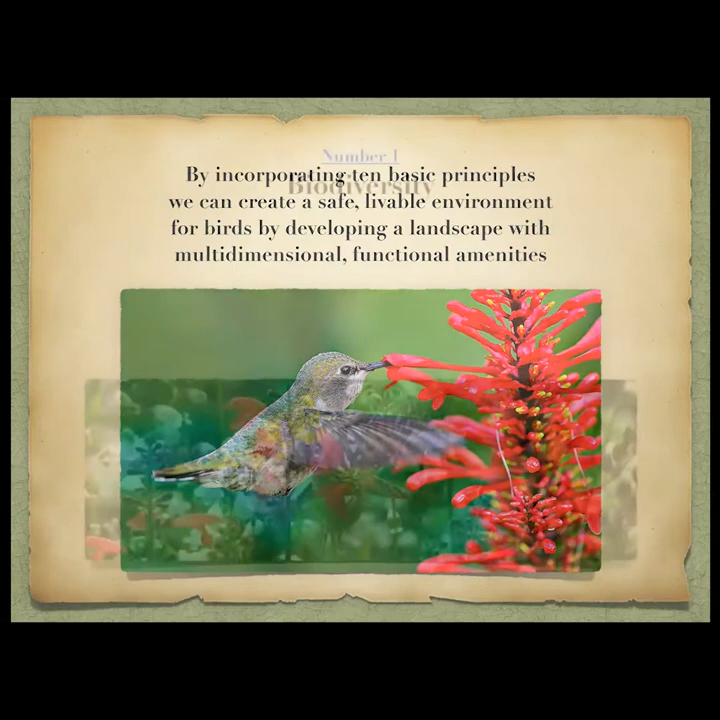 Number 1
By incorporating ten basic principles
Biodiversity
we can create a safe, livable environment
for birds by developing a landscape with
multidimensional, functional amenities